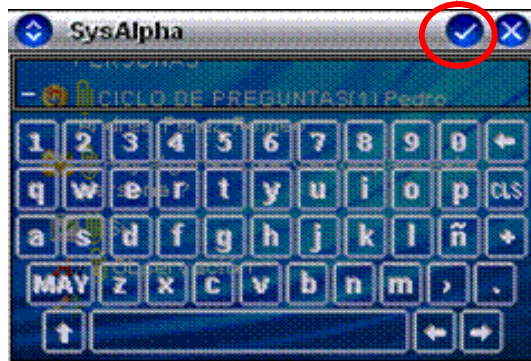 SysAlpha
PERSONAS
CICLO DE PREGUNTAS(1) Pedro
1 2 3 4 5 6 7 8 9 0
q w e r t y u i o p CLS
a s d f g h j k l ñ
MAY z x c v b n m , .